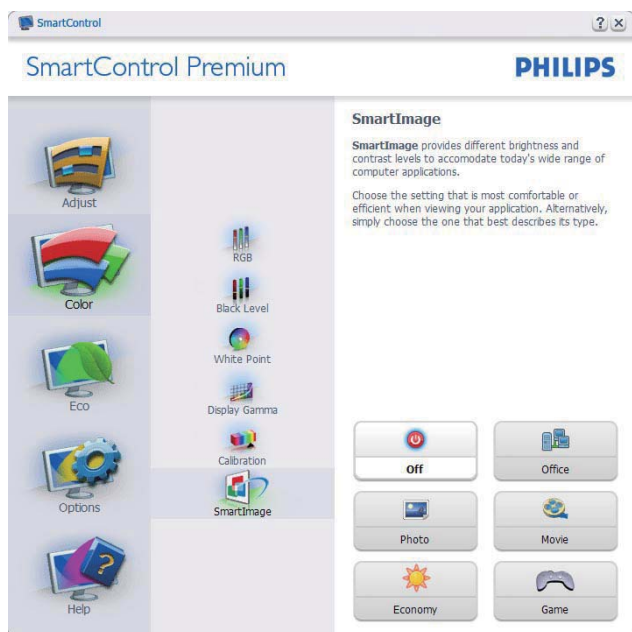 SmartControl
? ×
SmartControl Premium
PHILIPS
Adjust
Color
Eco
Options
Help
RGB
Black Level
White Point
Display Gamma
Calibration
SmartImage
SmartImage
SmartImage provides different brightness and
contrast levels to accomodate today's wide range of
computer applications.
Choose the setting that is most comfortable or
efficient when viewing your application. Alternatively,
simply choose the one that best describes its type.
Off
Office
Photo
Movie
Economy
Game